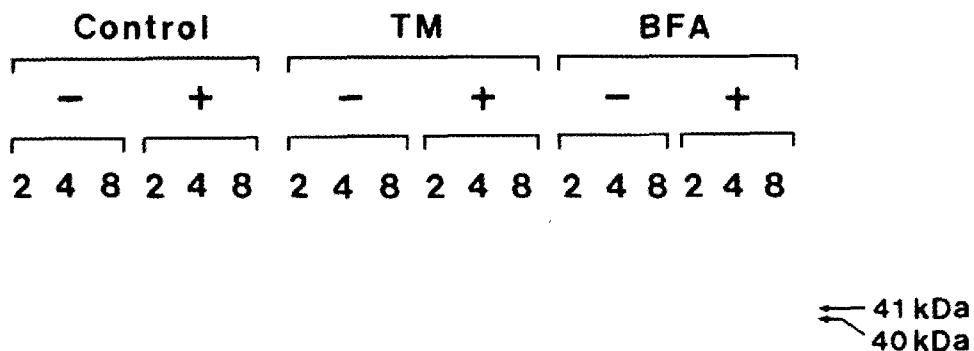 Control TM BFA
− + − + − +
2 4 8 2 4 8 2 4 8 2 4 8 2 4 8 2 4 8
41 kDa
40 kDa